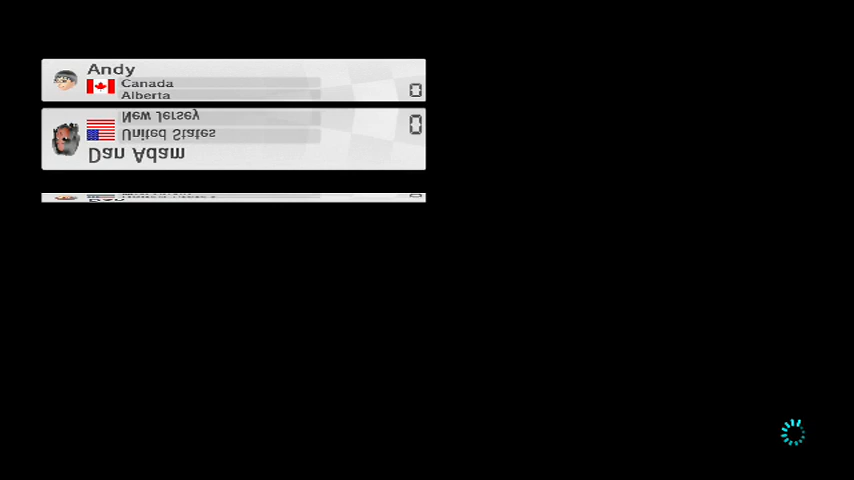 Andy
Canada
Alberta
0
New Jersey
United States
Dan Adam
0